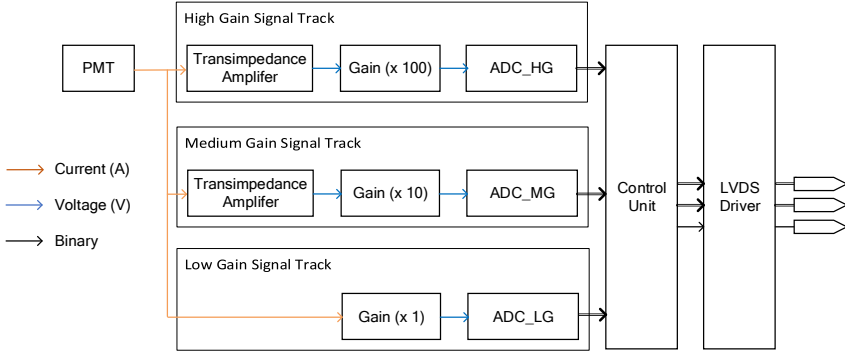 High Gain Signal Track
PMT
Transimpedance
Amplifer
Gain (x 100)
ADC_HG
Medium Gain Signal Track
Transimpedance
Amplifer
Gain (x 10)
ADC_MG
Low Gain Signal Track
Gain (x 1)
ADC_LG
Control
Unit
LVDS
Driver
Current (A)
Voltage (V)
Binary